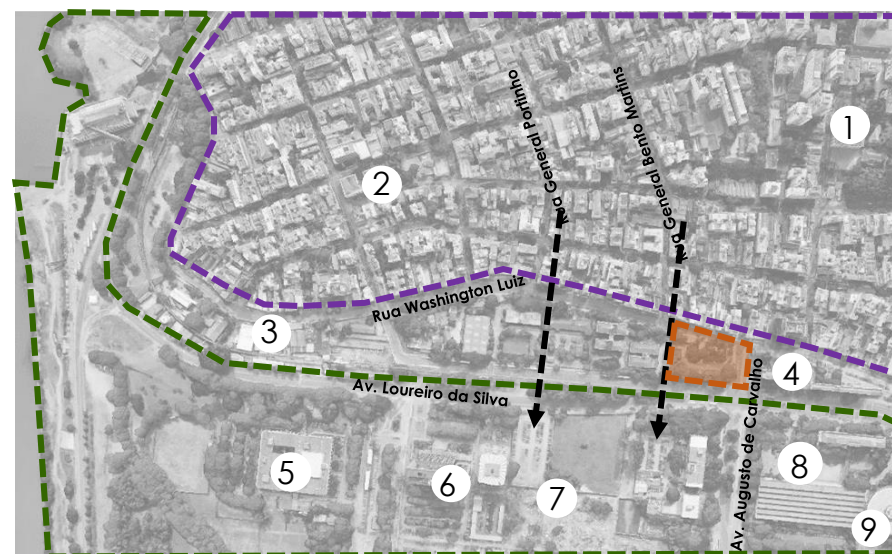 Rua General Portinho
Rua General Bento Martins
1
2
Rua Washington Luiz
3
4
Av. Loureiro da Silva
Av. Augusto de Carvalho
5
6
7
8
9